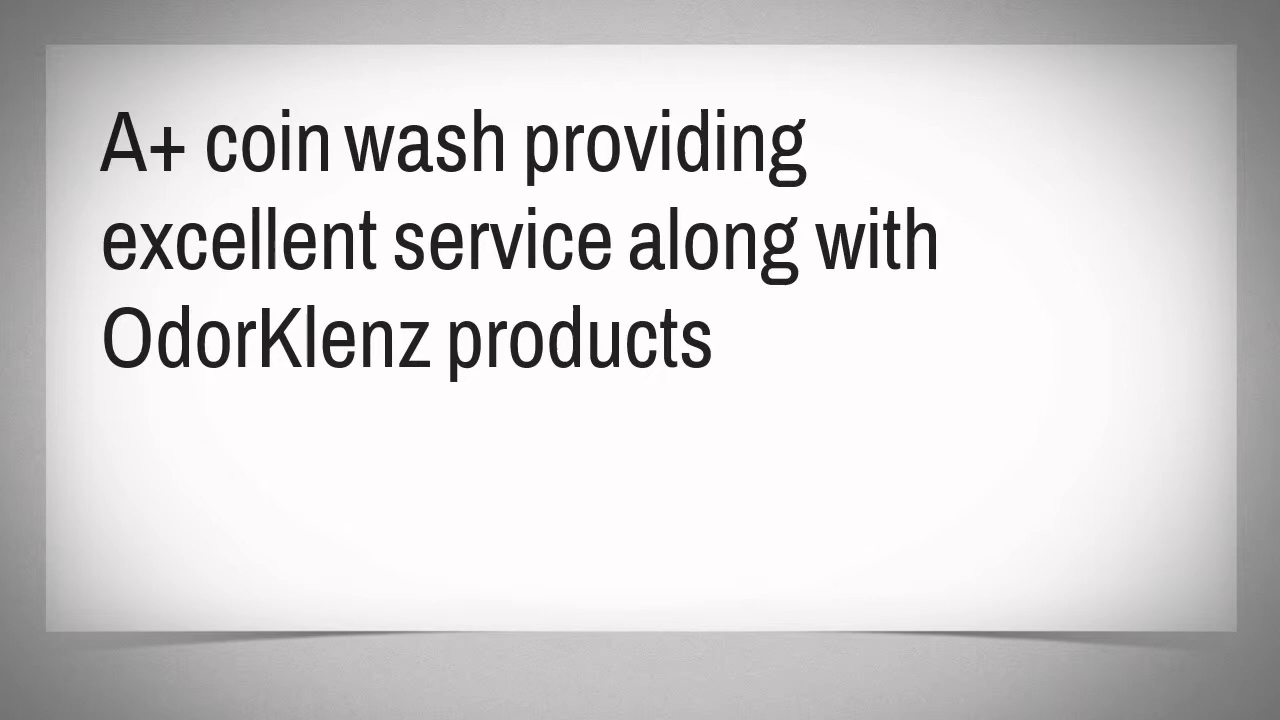 A+ coin wash providing
excellent service along with
OdorKlenz products